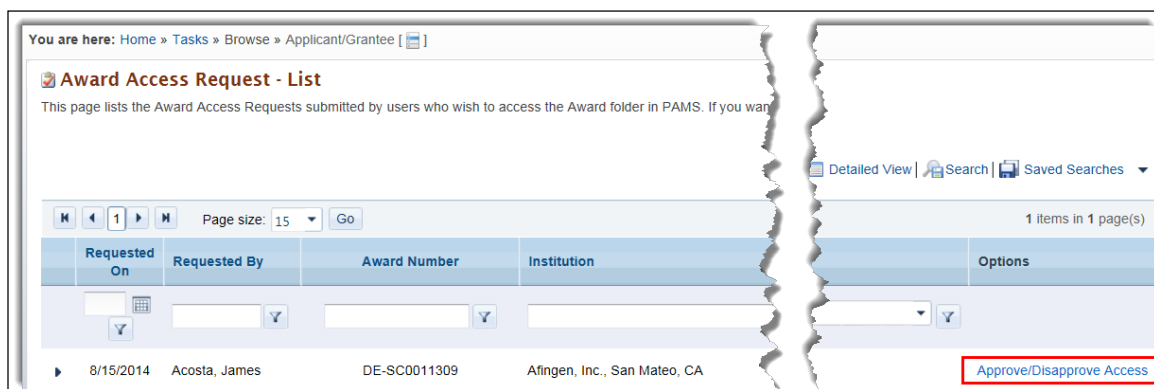 You are here: Home » Tasks » Browse » Applicant/Grantee [ ]
Award Access Request - List
This page lists the Award Access Requests submitted by users who wish to access the Award folder in PAMS. If you
Detailed View | Search | Saved Searches
1 Page size: 15 Go 1 items in 1 page(s)
Requested On Requested By Award Number Institution Options
8/15/2014 Acosta, James DE-SC0011309 Afingen, Inc., San Mateo, CA Approve/Disapprove Access